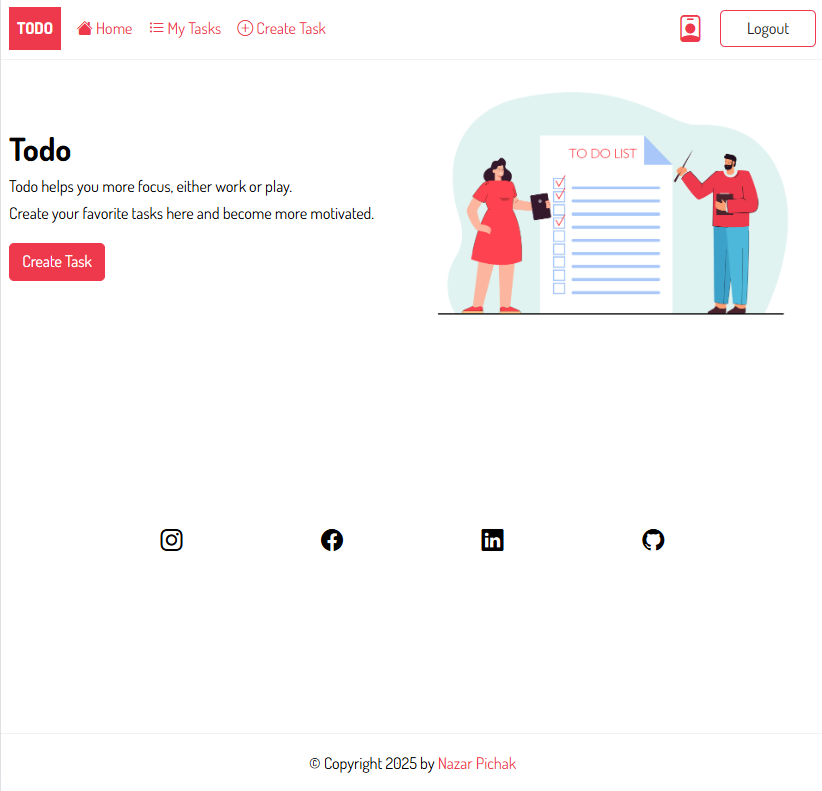 TODO Home My Tasks Create Task Logout
TO DO LIST
Todo
Todo helps you more focus, either work or play.
Create your favorite tasks here and become more motivated.
Create Task
© Copyright 2025 by Nazar Pichak